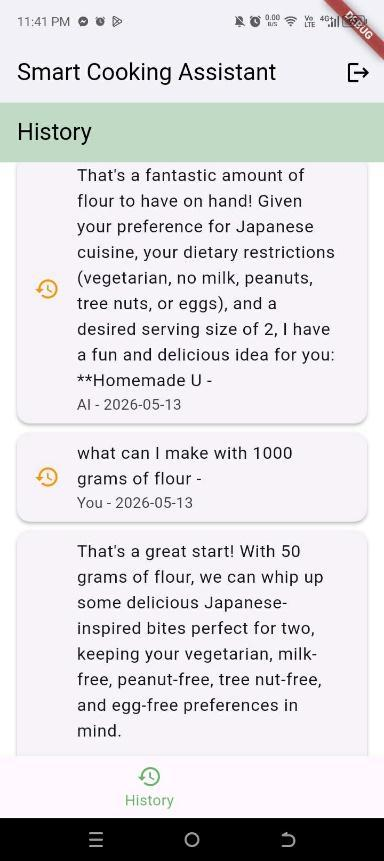 11:41 PM
0.00
B/S
Vo
LTE
4G
DEBUG
Smart Cooking Assistant
History
That's a fantastic amount of
flour to have on hand! Given
your preference for Japanese
cuisine, your dietary restrictions
(vegetarian, no milk, peanuts,
tree nuts, or eggs), and a
desired serving size of 2, I have
a fun and delicious idea for you:
**Homemade U -
AI - 2026-05-13
what can I make with 1000
grams of flour -
You - 2026-05-13
That's a great start! With 50
grams of flour, we can whip up
some delicious Japanese-
inspired bites perfect for two,
keeping your vegetarian, milk-
free, peanut-free, tree nut-free,
and egg-free preferences in
mind.
History